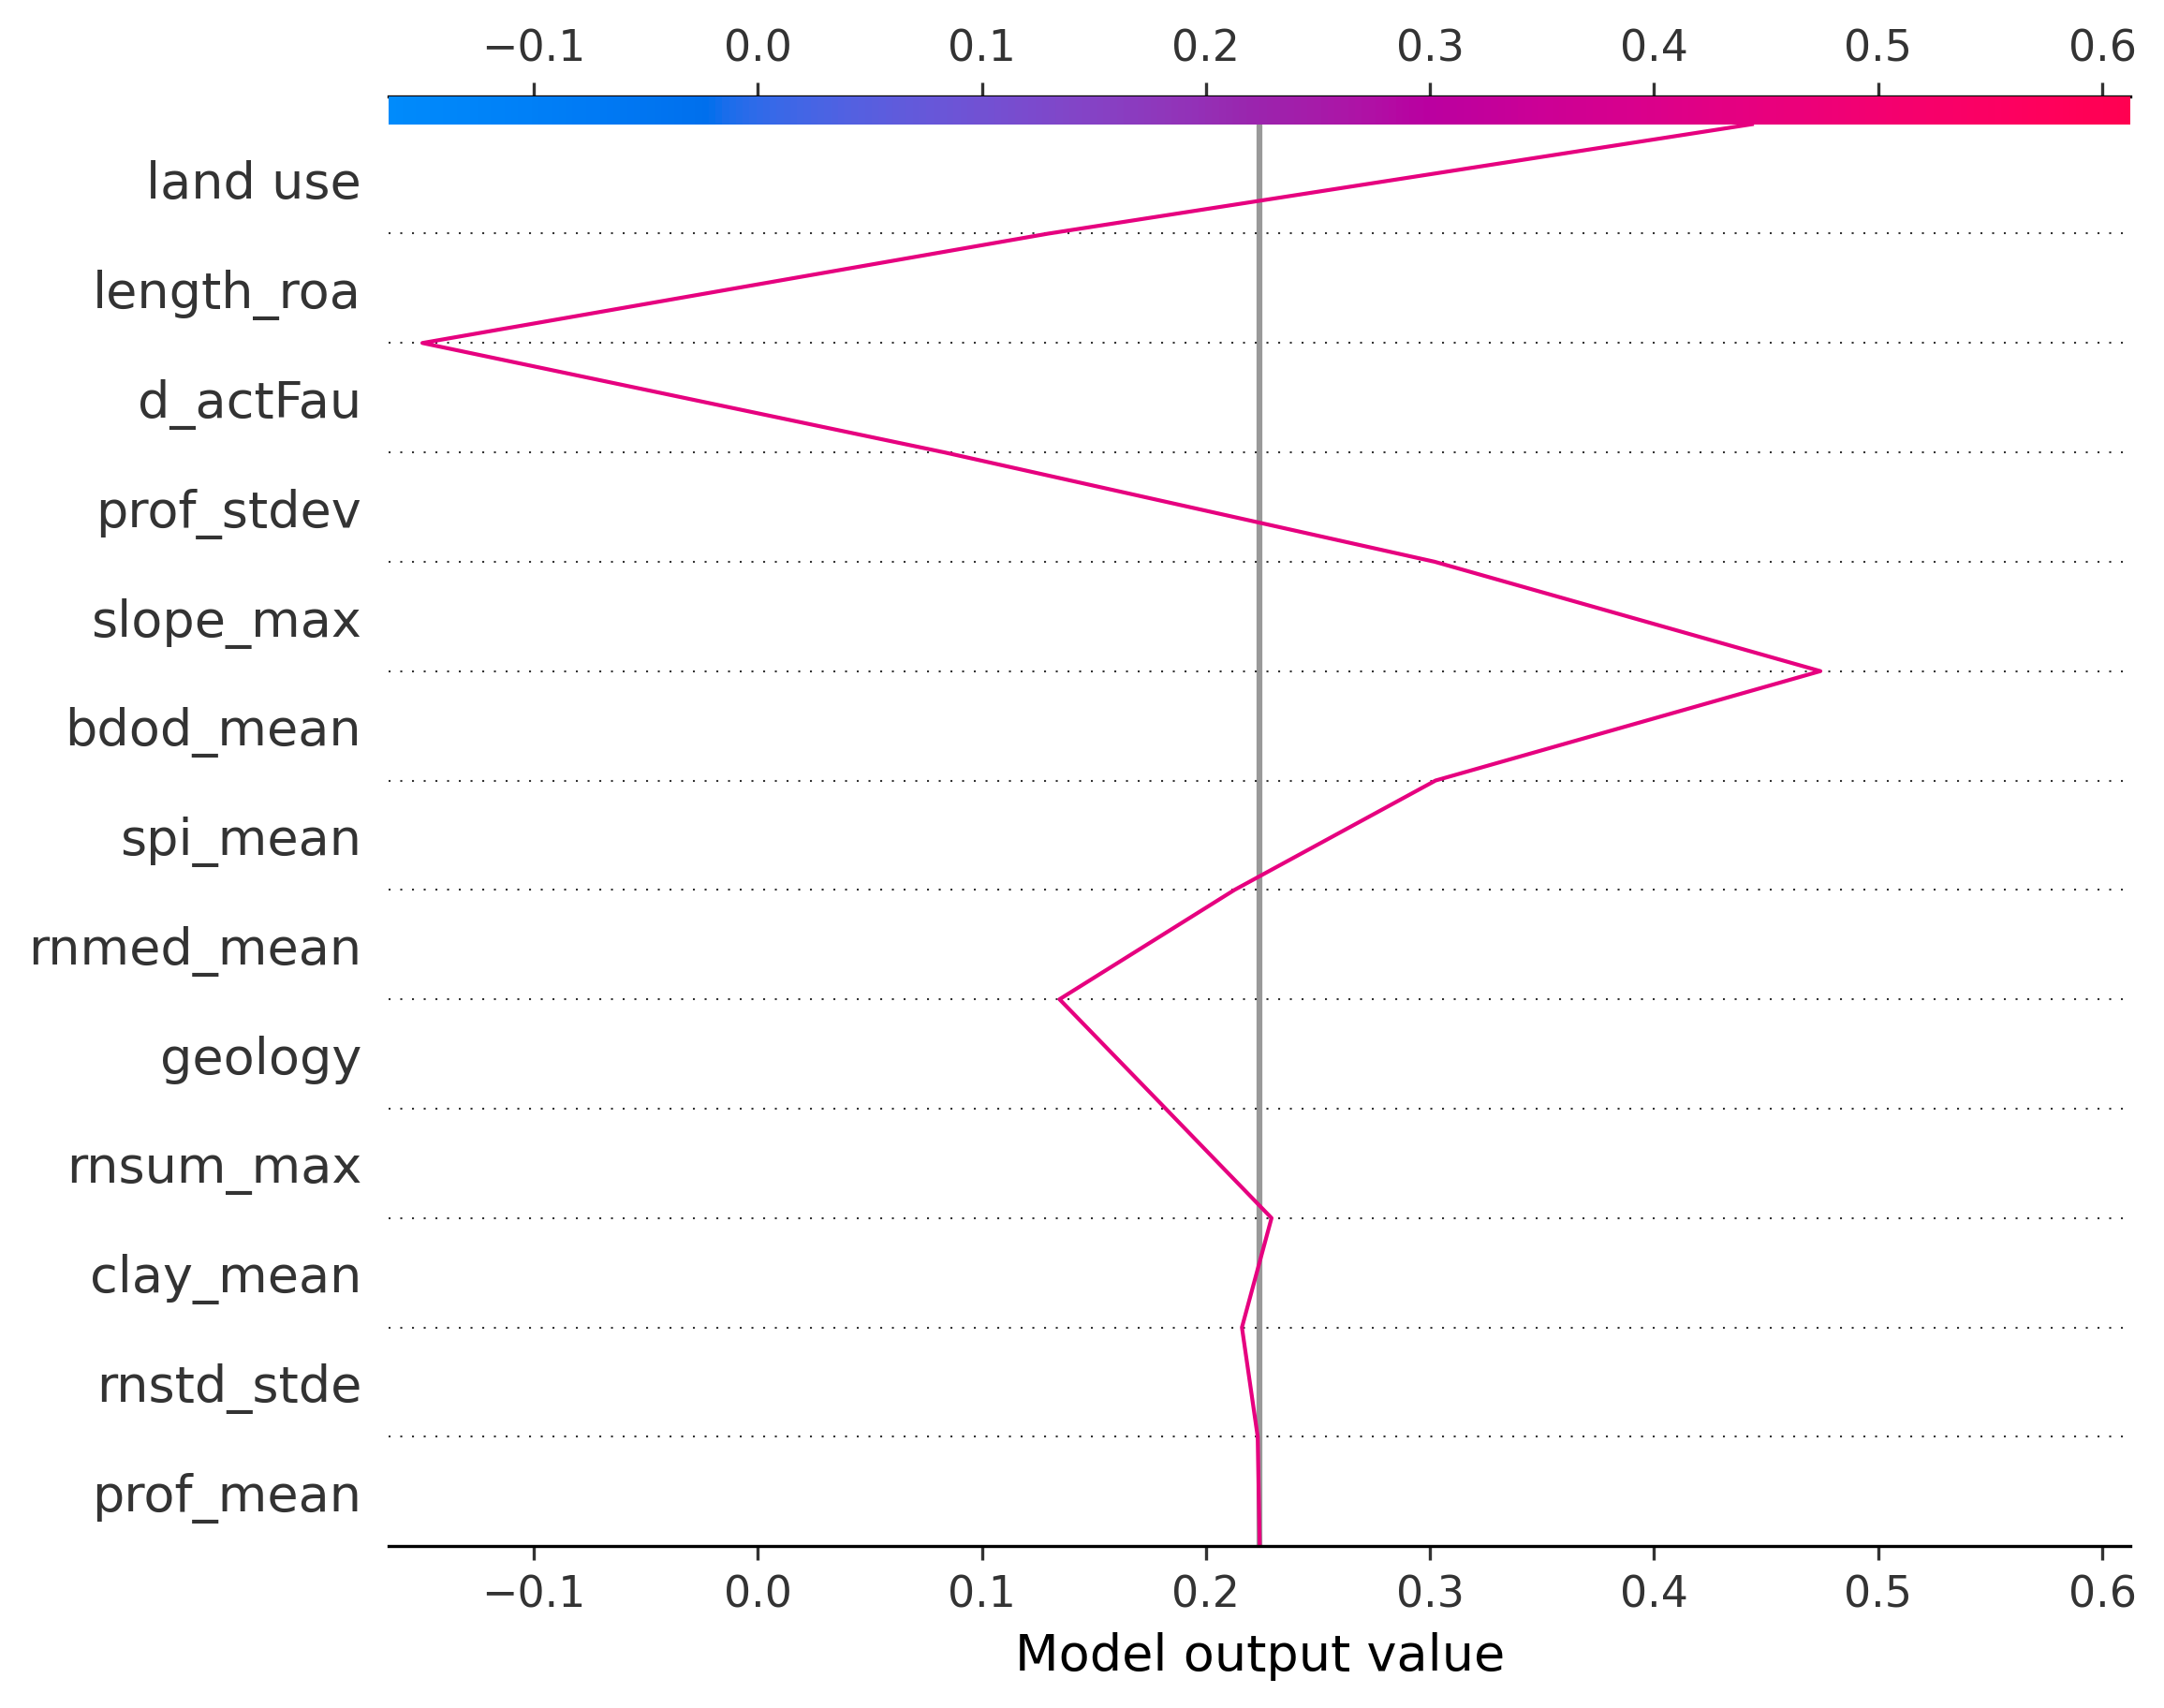 −0.1 0.0 0.1 0.2 0.3 0.4 0.5 0.6
land use
length_roa
d_actFau
prof_stdev
slope_max
bdod_mean
spi_mean
rnmed_mean
geology
rnsum_max
clay_mean
rnstd_stde
prof_mean
−0.1 0.0 0.1 0.2 0.3 0.4 0.5 0.6
Model output value